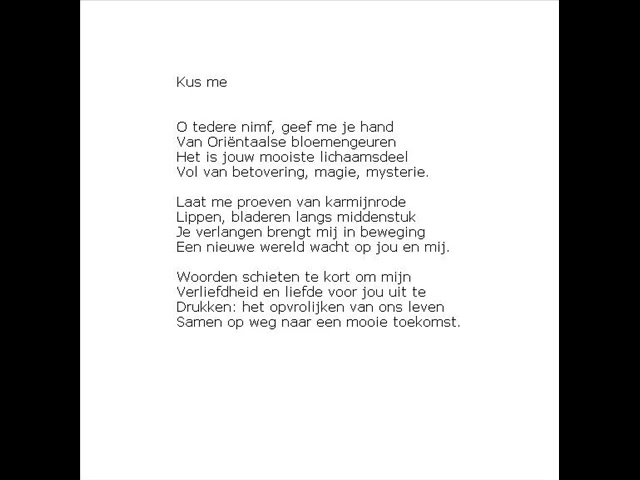 Kus me
O tedere nimf, geef me je hand
Van Oriëntaalse bloemengeuren
Het is jouw mooiste lichaamsdeel
Vol van betovering, magie, mysterie.
Laat me proeven van karmijnrode
Lippen, bladeren langs middenstuk
Je verlangen brengt mij in beweging
Een nieuwe wereld wacht op jou en mij.
Woorden schieten te kort om mijn
Verliefdheid en liefde voor jou uit te
Drukken: het opvrolijken van ons leven
Samen op weg naar een mooie toekomst.